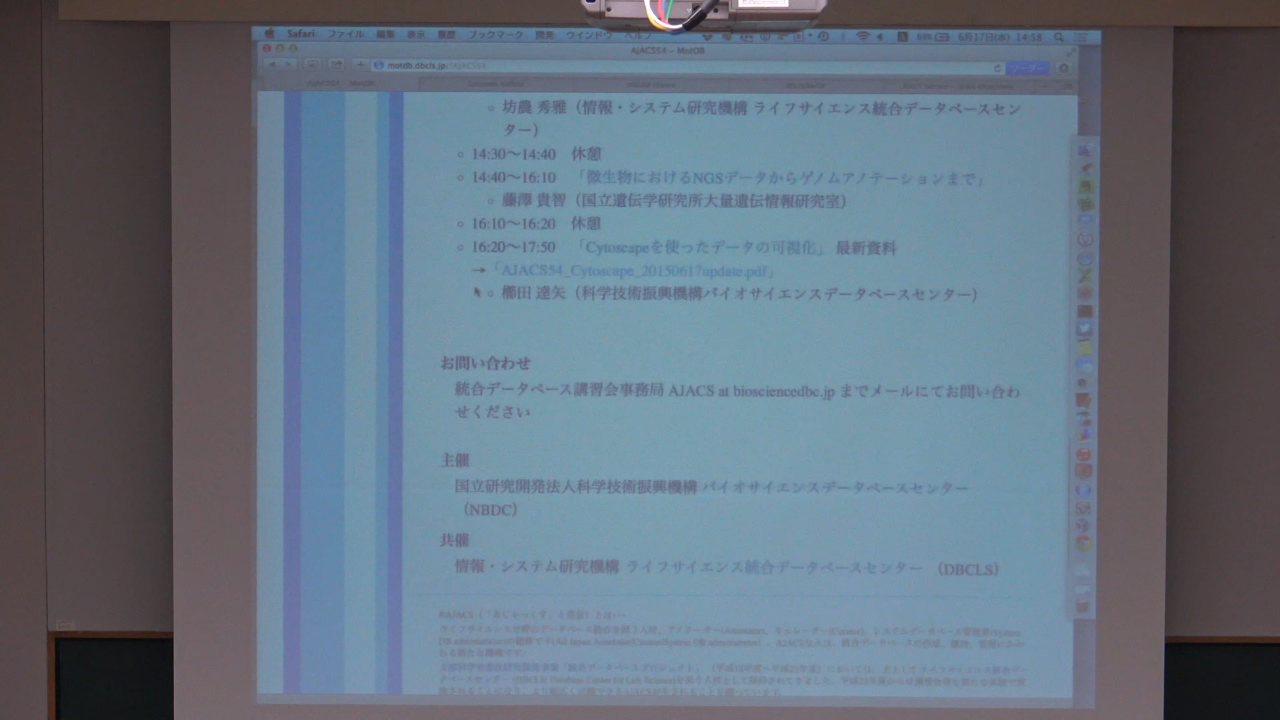 Safari ファイル 編集 表示 履歴 ブックマーク 開発 ウインドウ ヘルプ 6月17日(水) 14:58
AJACS54 – MotDB
motdb.dbcls.jp/?AJACS54
リーダー
坊農 秀雅（情報・システム研究機構 ライフサイエンス統合データベースセン
ター）
14:30〜14:40 休憩
14:40〜16:10 「微生物におけるNGSデータからゲノムアノテーションまで」
藤澤 貴智（国立遺伝学研究所大量遺伝情報研究室）
16:10〜16:20 休憩
16:20〜17:50 「Cytoscapeを使ったデータの可視化」 最新資料
→「AJACS54_Cytoscape_20150617update.pdf」
櫛田 達矢（科学技術振興機構バイオサイエンスデータベースセンター）
お問い合わせ
統合データベース講習会事務局 AJACS at biosciencedbc.jp までメールにてお問い合わ
せください
主催
国立研究開発法人科学技術振興機構 バイオサイエンスデータベースセンター
（NBDC）
共催
情報・システム研究機構 ライフサイエンス統合データベースセンター （DBCLS）